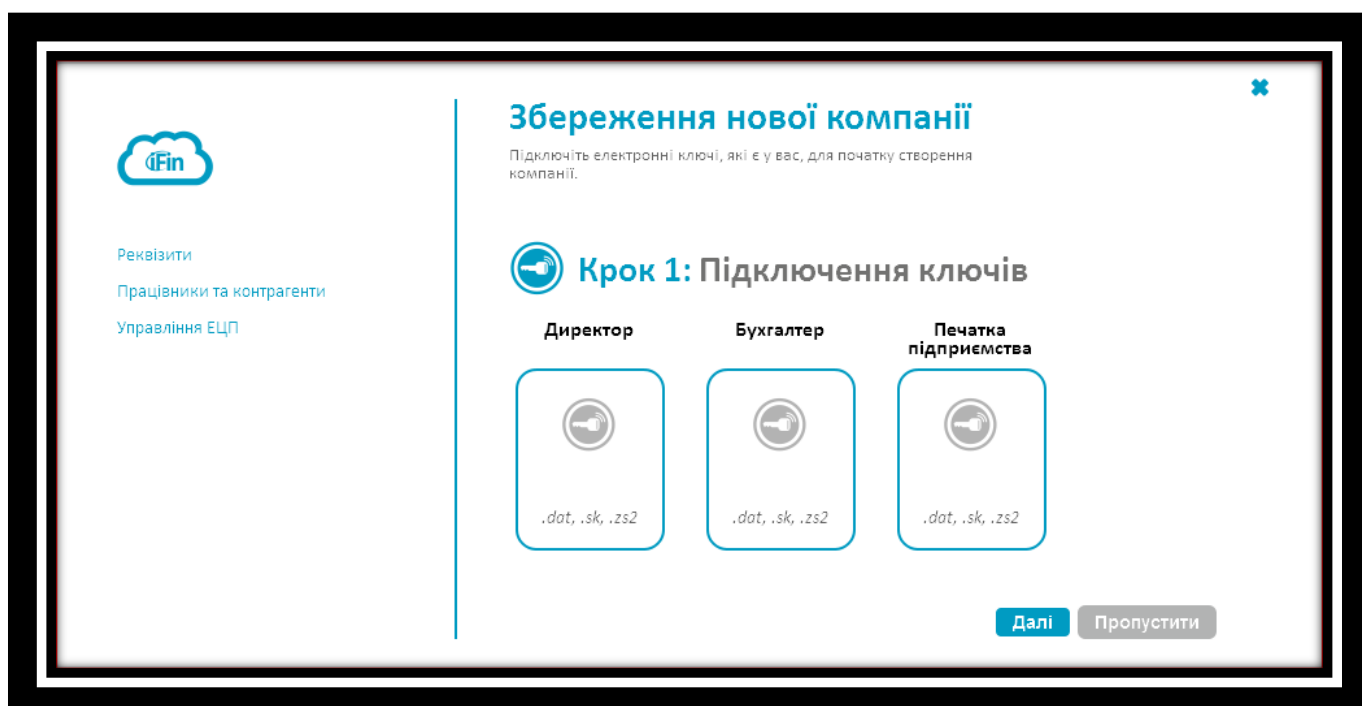 iFin
Реквізити
Працівники та контрагенти
Управління ЕЦП
Збереження нової компанії
Підключіть електронні ключі, які є у вас, для початку створення
компанії.
Крок 1: Підключення ключів
Директор
Бухгалтер
Печатка
підприємства
.dat, .sk, .zs2
.dat, .sk, .zs2
.dat, .sk, .zs2
Далі
Пропустити